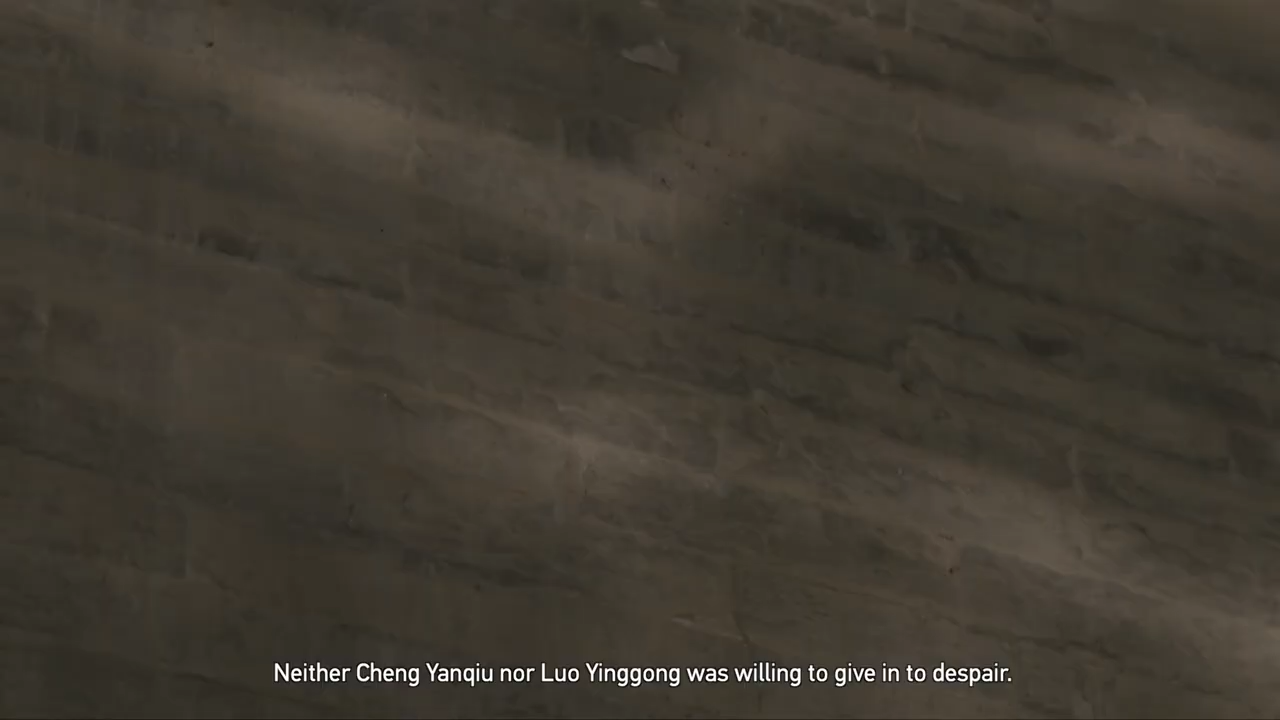 Neither Cheng Yanqiu nor Luo Yinggong was willing to give in to despair.